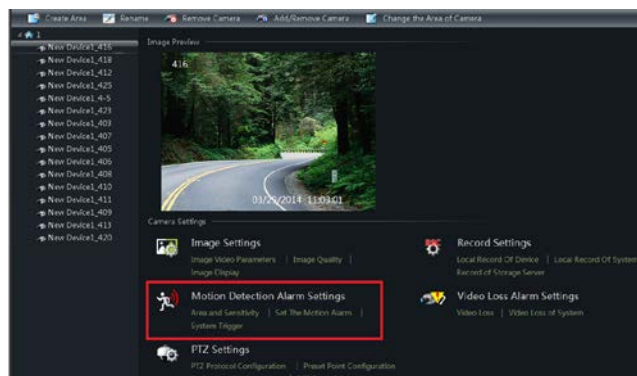 Create Area Rename Remove Camera Add/Remove Camera Change the Area of Camera
1
New Device1_416
New Device1_418
New Device1_412
New Device1_425
New Device1_4-5
New Device1_423
New Device1_403
New Device1_407
New Device1_405
New Device1_406
New Device1_408
New Device1_410
New Device1_411
New Device1_409
New Device1_413
New Device1_420
Image Preview
416
03/29/2014 11:03:01
Camera Settings
Image Settings
Image Video Parameters | Image Quality |
Image Display
Record Settings
Local Record Of Device | Local Record Of System
Record of Storage Server
Motion Detection Alarm Settings
Area and Sensitivity | Set The Motion Alarm |
System Trigger
Video Loss Alarm Settings
Video Loss | Video Loss of System
PTZ Settings
PTZ Protocol Configuration | Preset Point Configuration